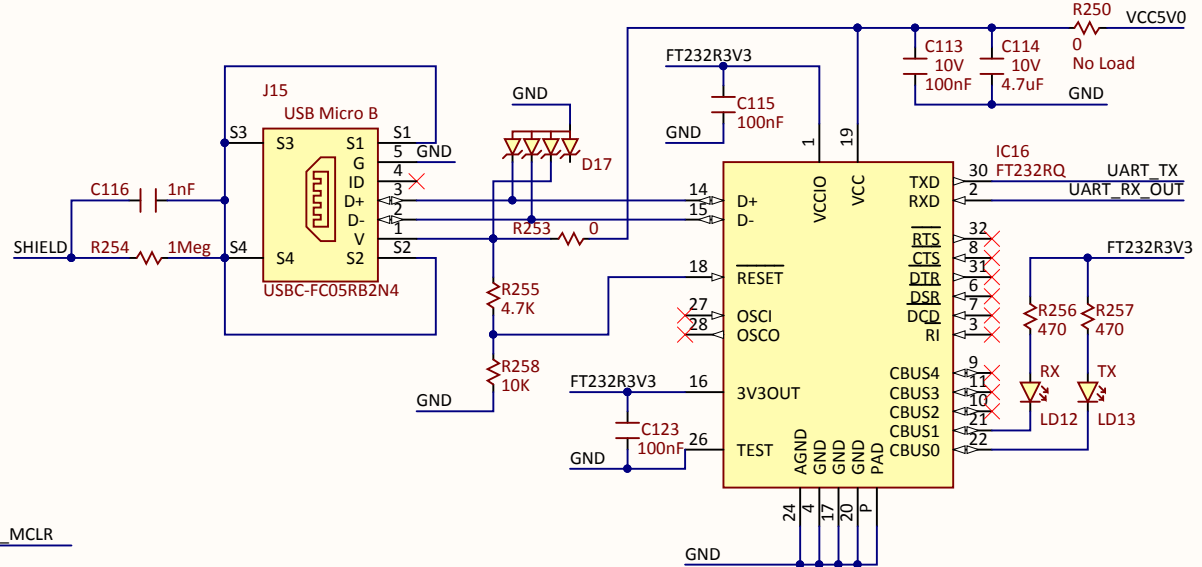 R250
VCC5V0
0
No Load
FT232R3V3
C113
10V
100nF
C114
10V
4.7uF
GND
J15
USB Micro B
GND
C115
100nF
GND
D17
1
19
IC16
FT232RQ
S3
S3
S1
S1
G
5
GND
ID
4
D+
3
D-
2
V
1
S4
S4
S2
S2
USBC-FC05RB2N4
C116
1nF
SHIELD
R254
1Meg
R253
0
14
D+
15
D-
VCCIO
VCC
TXD
30
UART_TX
RXD
2
UART_RX_OUT
RTS
32
CTS
8
DTR
31
DSR
6
DCD
7
RI
3
FT232R3V3
18
RESET
R255
4.7K
27
OSCI
28
OSCO
R256
470
R257
470
R258
10K
GND
FT232R3V3
16
3V3OUT
C123
100nF
26
TEST
GND
CBUS4
9
CBUS3
11
CBUS2
10
CBUS1
21
CBUS0
22
RX
LD12
TX
LD13
AGND
GND
GND
GND
PAD
24
4
17
20
P
GND
_MCLR